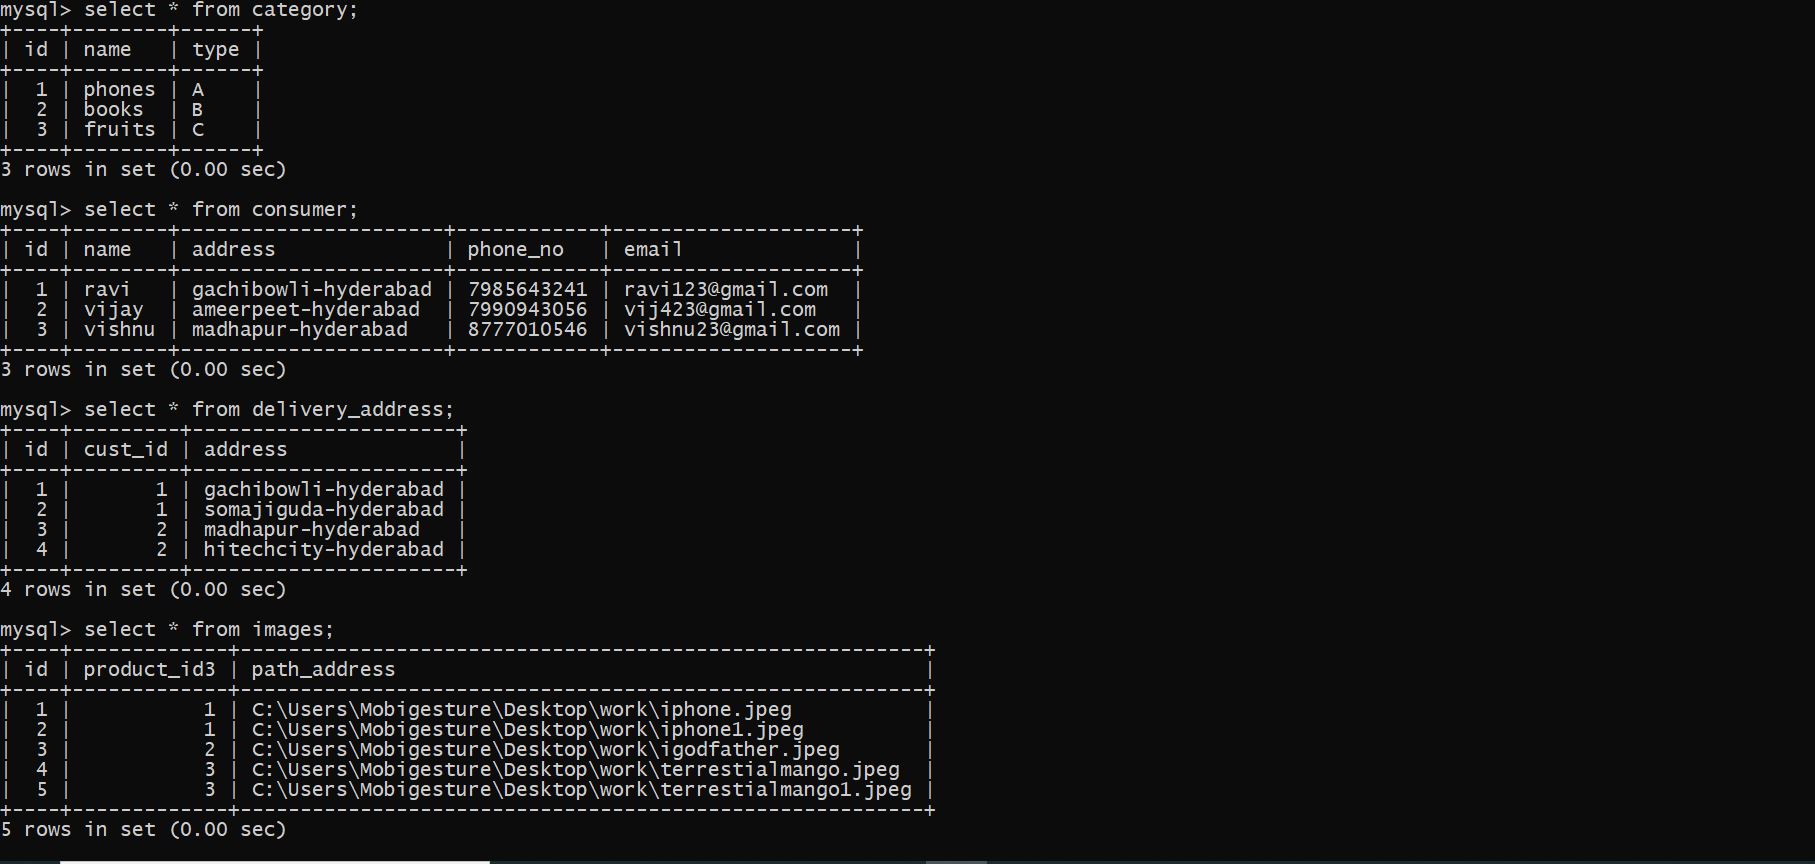 mysql> select * from category;
+----+--------+------+
| id | name   | type |
+----+--------+------+
|  1 | phones | A    |
|  2 | books  | B    |
|  3 | fruits | C    |
+----+--------+------+
3 rows in set (0.00 sec)

mysql> select * from consumer;
+----+--------+----------------------+------------+--------------------+
| id | name   | address              | phone_no   | email              |
+----+--------+----------------------+------------+--------------------+
|  1 | ravi   | gachibowli-hyderabad | 7985643241 | ravi123@gmail.com  |
|  2 | vijay  | ameerpeet-hyderabad  | 7990943056 | vij423@gmail.com   |
|  3 | vishnu | madhapur-hyderabad   | 8777010546 | vishnu23@gmail.com |
+----+--------+----------------------+------------+--------------------+
3 rows in set (0.00 sec)

mysql> select * from delivery_address;
+----+---------+----------------------+
| id | cust_id | address              |
+----+---------+----------------------+
|  1 |       1 | gachibowli-hyderabad |
|  2 |       1 | somajiguda-hyderabad |
|  3 |       2 | madhapur-hyderabad   |
|  4 |       2 | hitechcity-hyderabad |
+----+---------+----------------------+
4 rows in set (0.00 sec)

mysql> select * from images;
+----+-------------+---------------------------------------------------------+
| id | product_id3 | path_address                                            |
+----+-------------+---------------------------------------------------------+
|  1 |           1 | C:\Users\Mobigesture\Desktop\work\iphone.jpeg           |
|  2 |           1 | C:\Users\Mobigesture\Desktop\work\iphone1.jpeg          |
|  3 |           2 | C:\Users\Mobigesture\Desktop\work\igodfather.jpeg       |
|  4 |           3 | C:\Users\Mobigesture\Desktop\work\terrestialmango.jpeg  |
|  5 |           3 | C:\Users\Mobigesture\Desktop\work\terrestialmango1.jpeg |
+----+-------------+---------------------------------------------------------+
5 rows in set (0.00 sec)